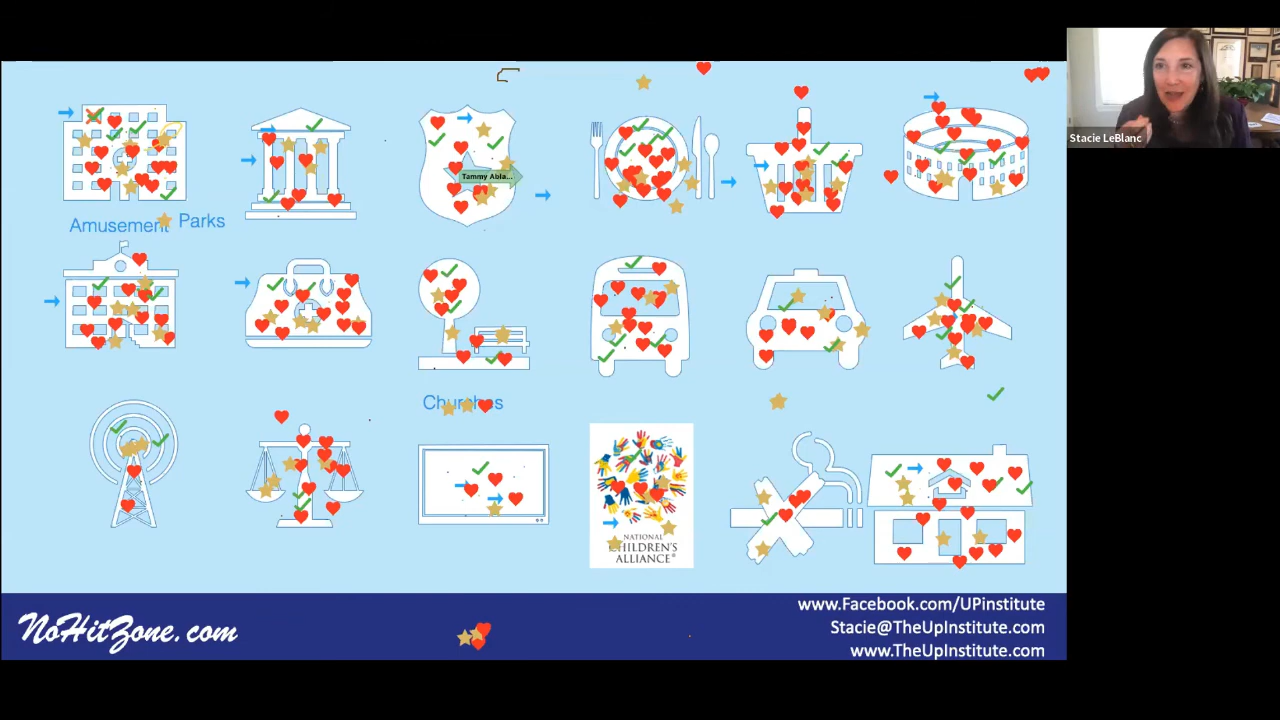 Stacie LeBlanc
Tammy Abla...
Amusement Parks
Churches
NATIONAL
CHILDREN'S
ALLIANCE®
NoHitZone.com
www.Facebook.com/UPinstitute
Stacie@TheUpInstitute.com
www.TheUpInstitute.com